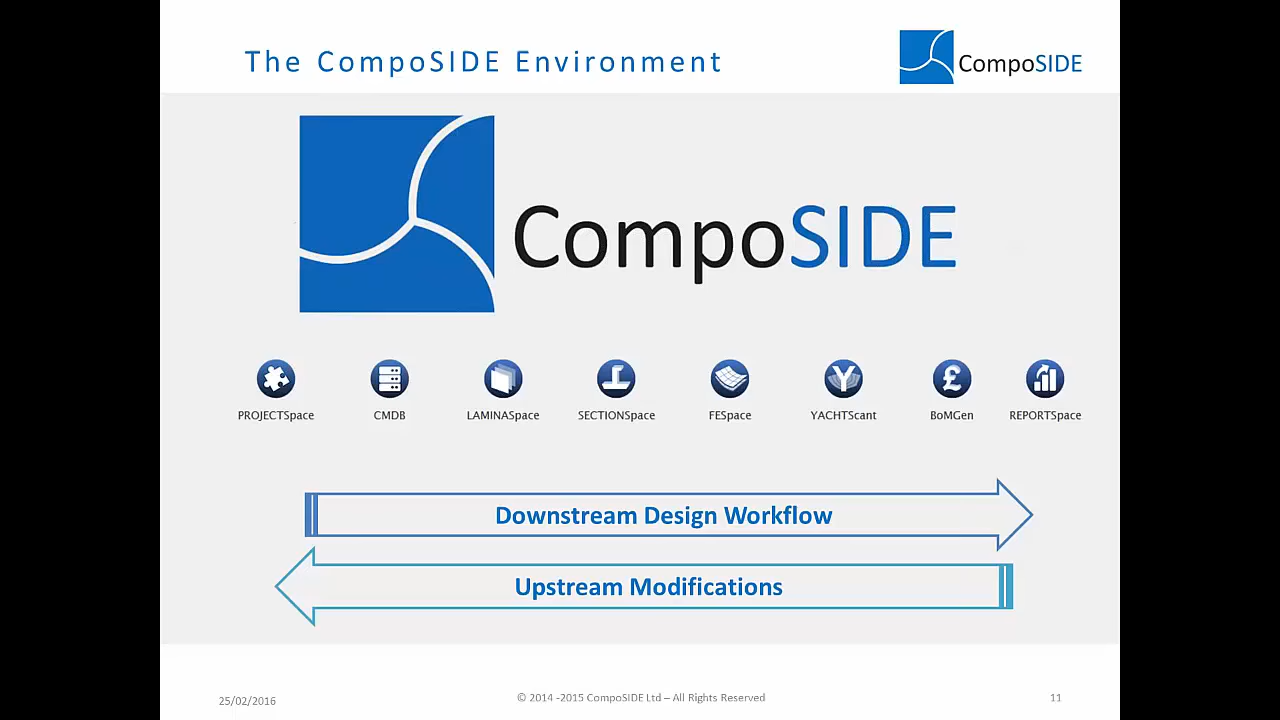 The CompoSIDE Environment
CompoSIDE
CompoSIDE
PROJECTSpace CMDB LAMINASpace SECTIONSpace FESpace YACHTScant BoMGen REPORTSpace
Downstream Design Workflow
Upstream Modifications
25/02/2016 © 2014 -2015 CompoSIDE Ltd – All Rights Reserved 11